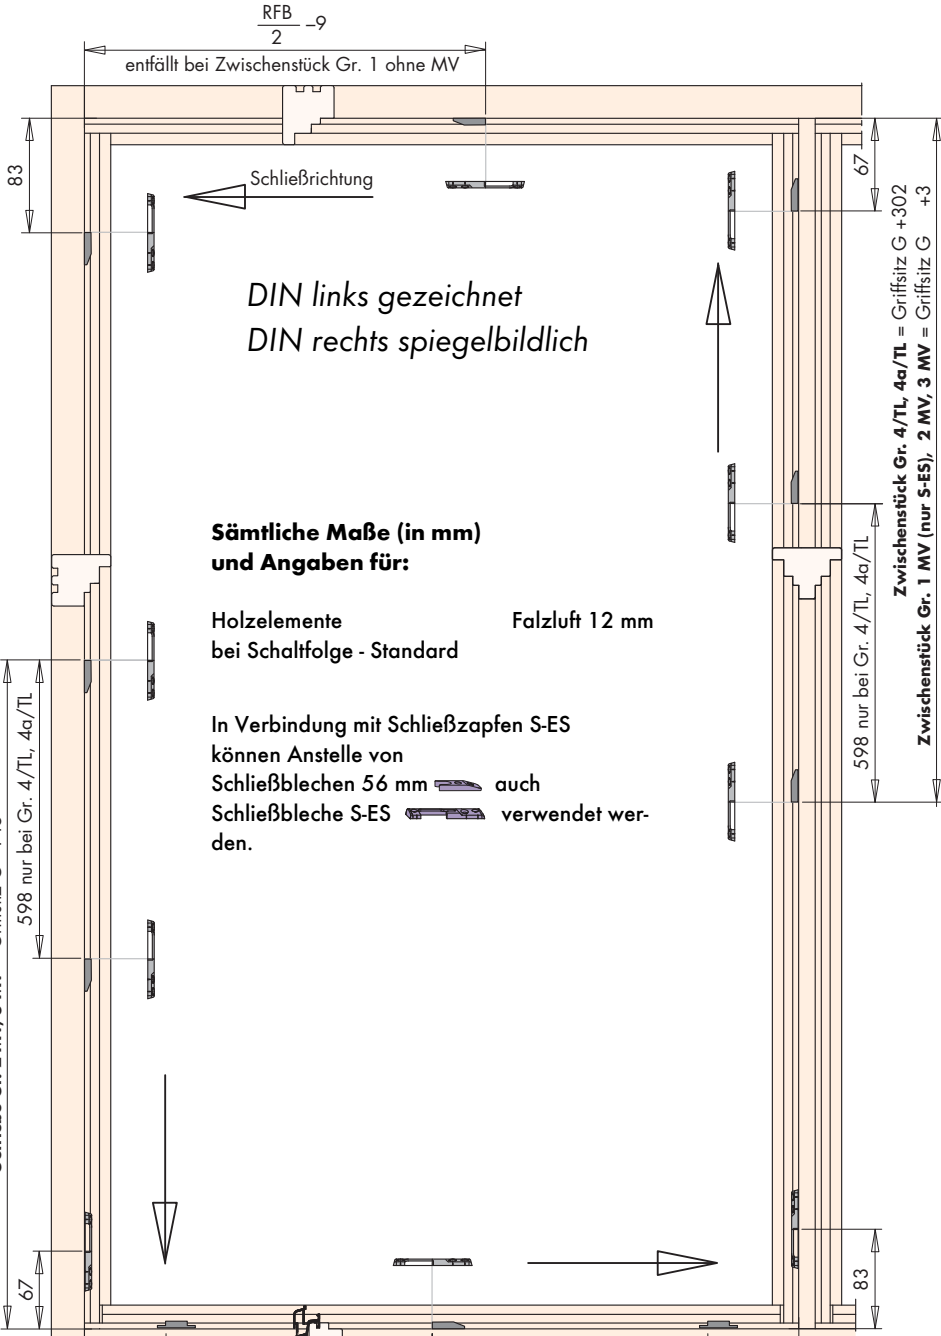 RFB
2
–9
entfällt bei Zwischenstück Gr. 1 ohne MV
83
Schließrichtung
67
DIN links gezeichnet
DIN rechts spiegelbildlich
Zwischenstück Gr. 4/TL, 4a/TL = Griffsitz G +302
Zwischenstück Gr. 1 MV (nur S-ES), 2 MV, 3 MV = Griffsitz G +3
Sämtliche Maße (in mm)
und Angaben für:
Holzelemente Falzluft 12 mm
bei Schaltfolge - Standard
598 nur bei Gr. 4/TL, 4a/TL
In Verbindung mit Schließzapfen S-ES
können Anstelle von
Schließblechen 56 mm auch
Schließbleche S-ES verwendet wer-
den.
598 nur bei Gr. 4/TL, 4a/TL
67
83